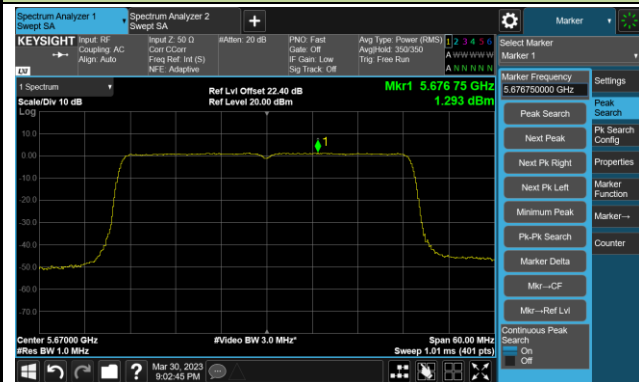 Spectrum Analyzer 1
Swept SA
Spectrum Analyzer 2
Swept SA
+
Marker
KEYSIGHT
Input: RF
Coupling: AC
Align: Auto
Input Z: 50 Ω
Corr CCorr
Freq Ref: Int (S)
NFE: Adaptive
#Atten: 20 dB
PNO: Fast
Gate: Off
IF Gain: Low
Sig Track: Off
Avg Type: Power (RMS)
Avg|Hold: 350/350
Trig: Free Run
1 2 3 4 5 6
A W W W W W
A N N N N N
Select Marker
Marker 1
LXI
1 Spectrum
Scale/Div 10 dB
Ref Lvl Offset 22.40 dB
Ref Level 20.00 dBm
Mkr1 5.676 75 GHz
1.293 dBm
Log
10.0
0.00
-10.0
-20.0
-30.0
-40.0
-50.0
-60.0
-70.0
1
Center 5.67000 GHz
#Res BW 1.0 MHz
#Video BW 3.0 MHz*
Span 60.00 MHz
Sweep 1.01 ms (401 pts)
Marker Frequency
5.676750000 GHz
Peak Search
Next Peak
Next Pk Right
Next Pk Left
Minimum Peak
Pk-Pk Search
Marker Delta
Mkr→CF
Mkr→Ref Lvl
Continuous Peak
Search
On
Off
Settings
Peak
Search
Pk Search
Config
Properties
Marker
Function
Marker→
Counter
?
Mar 30, 2023
9:02:45 PM